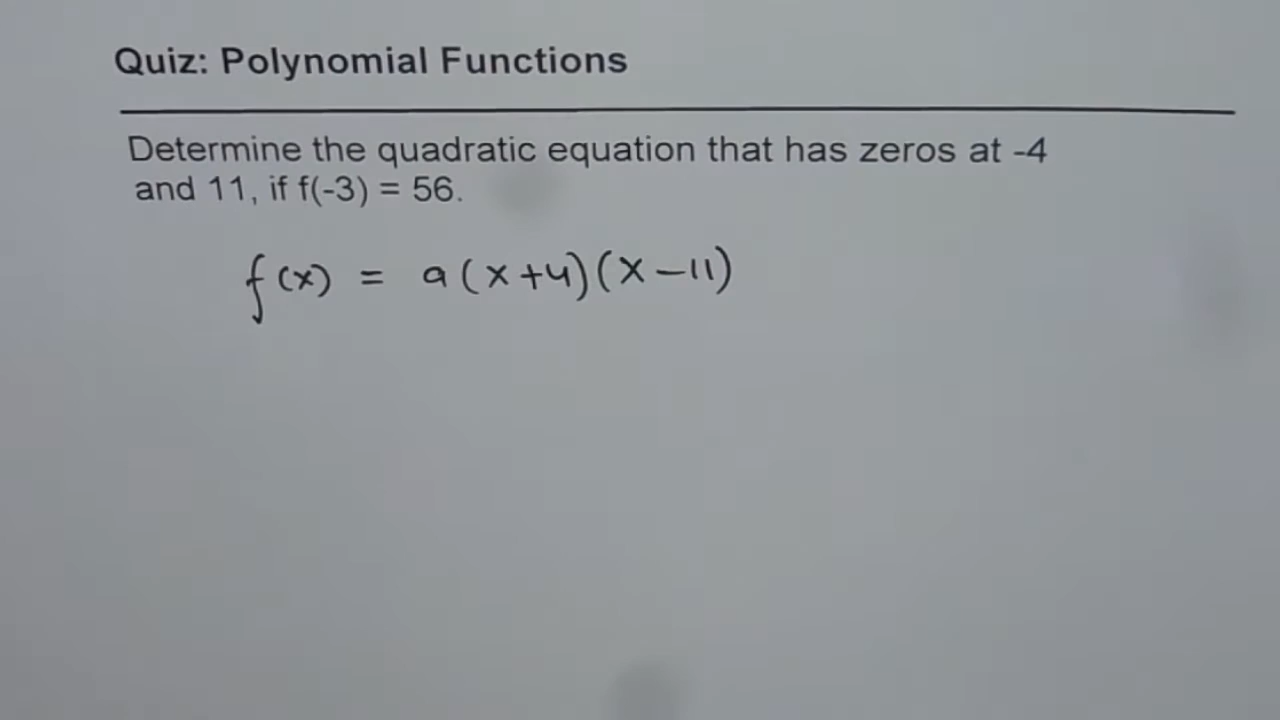 Quiz: Polynomial Functions
Determine the quadratic equation that has zeros at -4
and 11, if f(-3) = 56.
f(x) = a(x+4)(x-11)